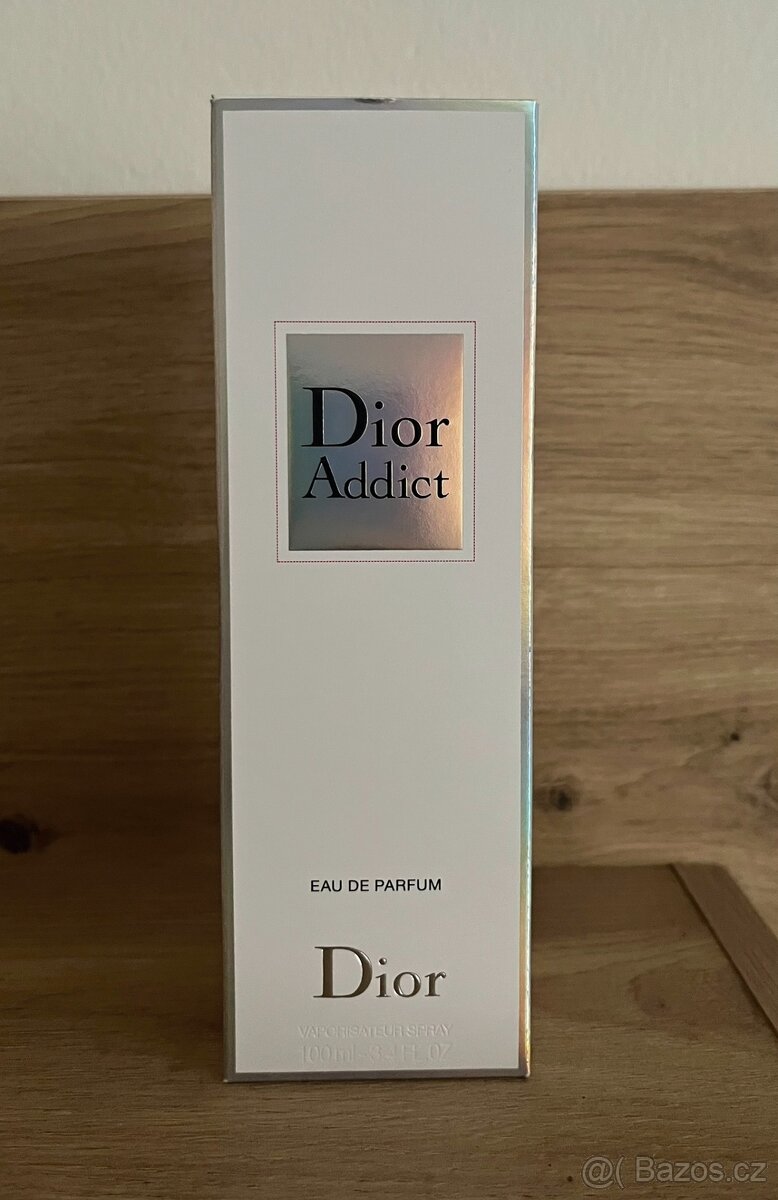 Dior
Addict
EAU DE PARFUM
Dior
VAPORISATEUR SPRAY
100 ml - 3.4 FL.OZ
@( Bazos.cz